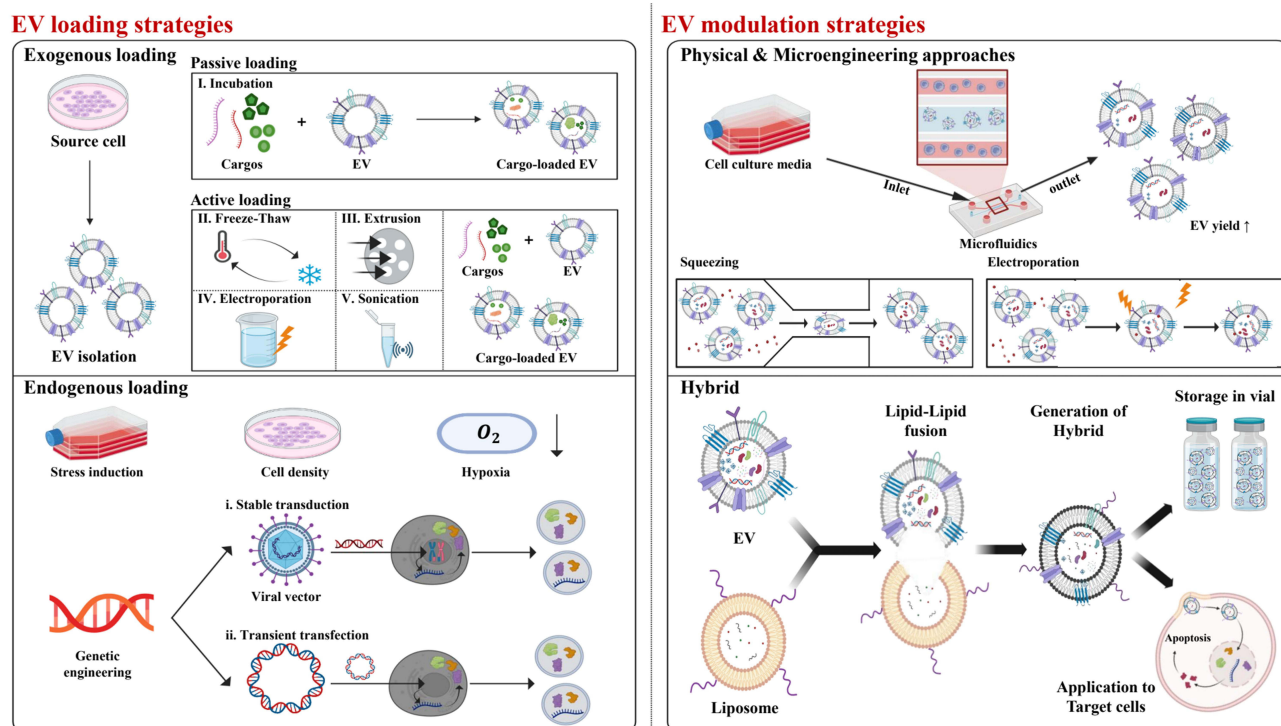 EV loading strategies
Exogenous loading
Source cell
EV isolation
Passive loading
I. Incubation
+
Cargos
EV
Cargo-loaded EV
Active loading
II. Freeze-Thaw
III. Extrusion
IV. Electroporation
V. Sonication
+
Cargos
EV
Cargo-loaded EV
Endogenous loading
Stress induction
Cell density
O2
Hypoxia
Genetic
engineering
i. Stable transduction
Viral vector
ii. Transient transfection
EV modulation strategies
Physical & Microengineering approaches
Cell culture media
Inlet
outlet
Microfluidics
EV yield ↑
Squeezing
Electroporation
Hybrid
EV
Liposome
Lipid-Lipid
fusion
Generation of
Hybrid
Storage in vial
Apoptosis
Application to
Target cells